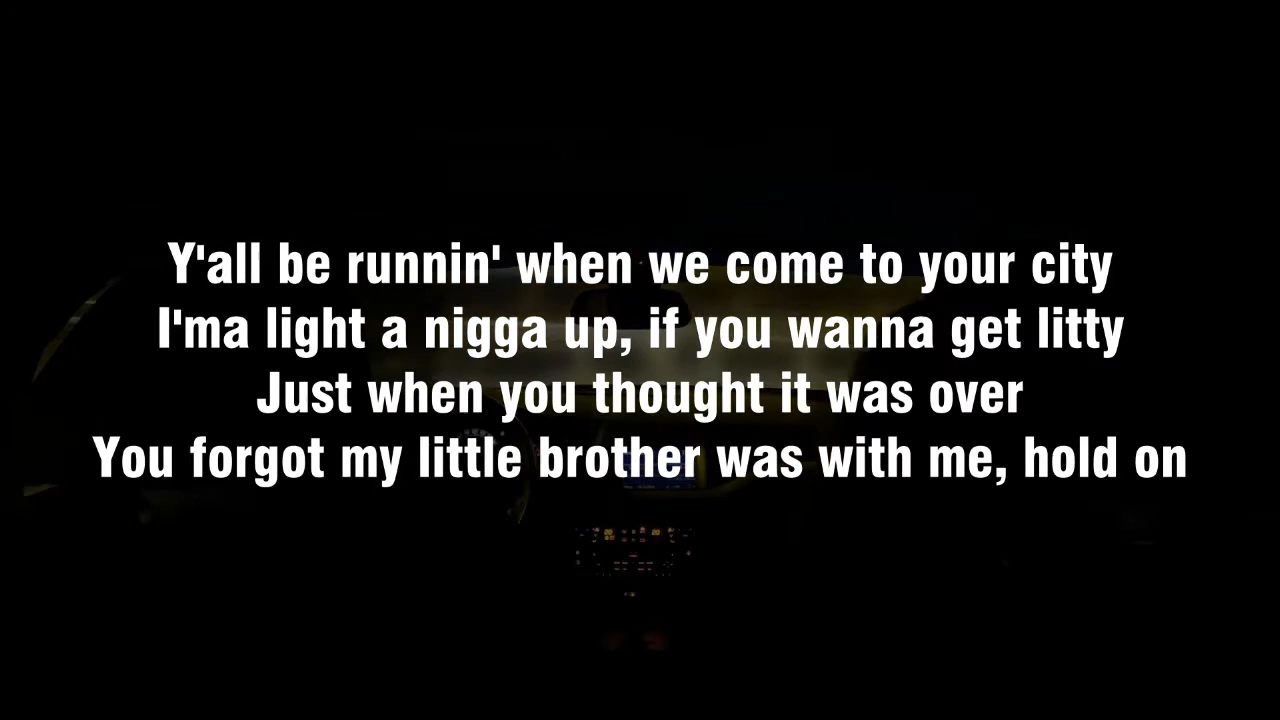 Y'all be runnin' when we come to your city
I'ma light a nigga up, if you wanna get litty
Just when you thought it was over
You forgot my little brother was with me, hold on